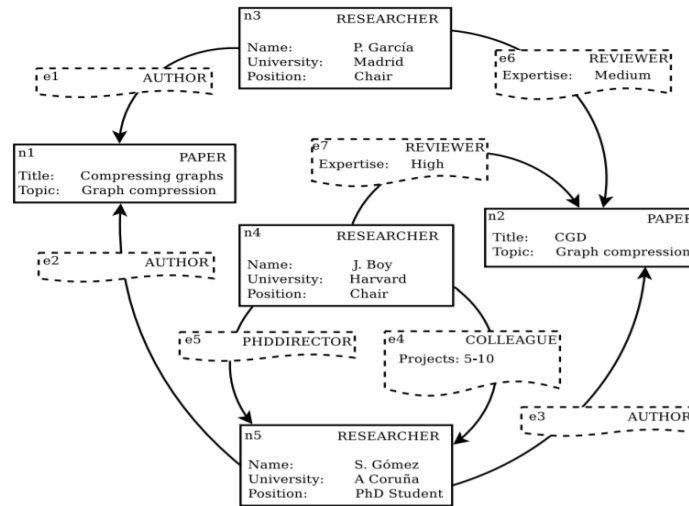 n3 RESEARCHER
Name: P. García
University: Madrid
Position: Chair
e1 AUTHOR
e6 REVIEWER
Expertise: Medium
n1 PAPER
Title: Compressing graphs
Topic: Graph compression
e7 REVIEWER
Expertise: High
n2 PAPER
Title: CGD
Topic: Graph compression
n4 RESEARCHER
Name: J. Boy
University: Harvard
Position: Chair
e2 AUTHOR
e5 PHDDIRECTOR
e4 COLLEAGUE
Projects: 5-10
e3 AUTHOR
n5 RESEARCHER
Name: S. Gómez
University: A Coruña
Position: PhD Student